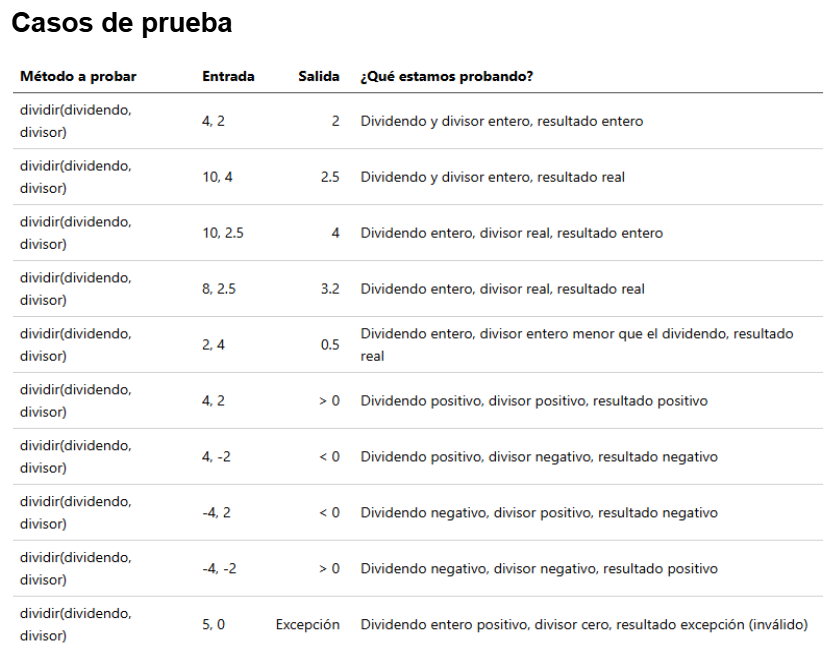 Casos de prueba
Método a probar Entrada Salida ¿Qué estamos probando?
dividir(dividendo,
divisor) 4, 2 2 Dividendo y divisor entero, resultado entero
dividir(dividendo,
divisor) 10, 4 2.5 Dividendo y divisor entero, resultado real
dividir(dividendo,
divisor) 10, 2.5 4 Dividendo entero, divisor real, resultado entero
dividir(dividendo,
divisor) 8, 2.5 3.2 Dividendo entero, divisor real, resultado real
dividir(dividendo,
divisor) 2, 4 0.5 Dividendo entero, divisor entero menor que el dividendo, resultado
real
dividir(dividendo,
divisor) 4, 2 > 0 Dividendo positivo, divisor positivo, resultado positivo
dividir(dividendo,
divisor) 4, -2 < 0 Dividendo positivo, divisor negativo, resultado negativo
dividir(dividendo,
divisor) -4, 2 < 0 Dividendo negativo, divisor positivo, resultado negativo
dividir(dividendo,
divisor) -4, -2 > 0 Dividendo negativo, divisor negativo, resultado positivo
dividir(dividendo,
divisor) 5, 0 Excepción Dividendo entero positivo, divisor cero, resultado excepción (inválido)